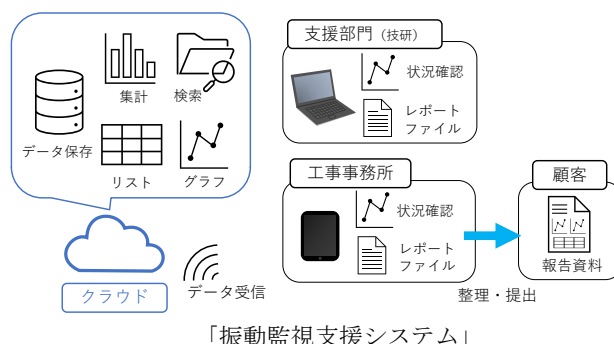 集計
検索
データ保存
リスト
グラフ
クラウド
データ受信
支援部門（技研）
状況確認
レポート
ファイル
工事事務所
状況確認
レポート
ファイル
整理・提出
顧客
報告資料
「振動監視支援システム」